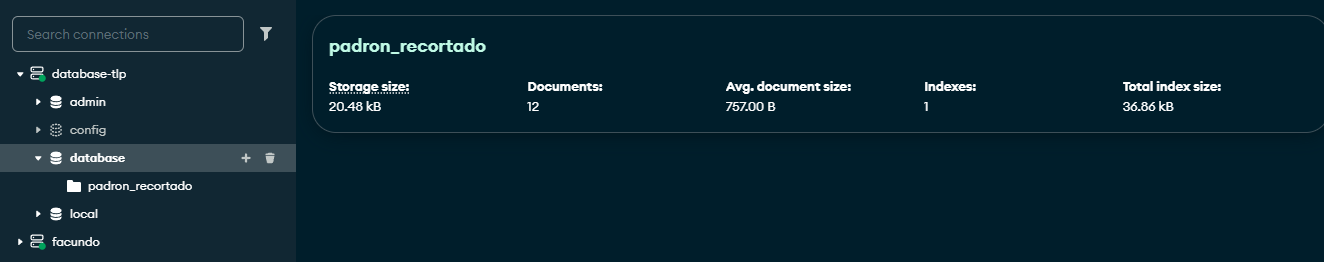 Search connections
database-tlp
admin
config
database
padron_recortado
local
facundo
padron_recortado
Storage size: Documents: Avg. document size: Indexes: Total index size:
20.48 kB 12 757.00 B 1 36.86 kB